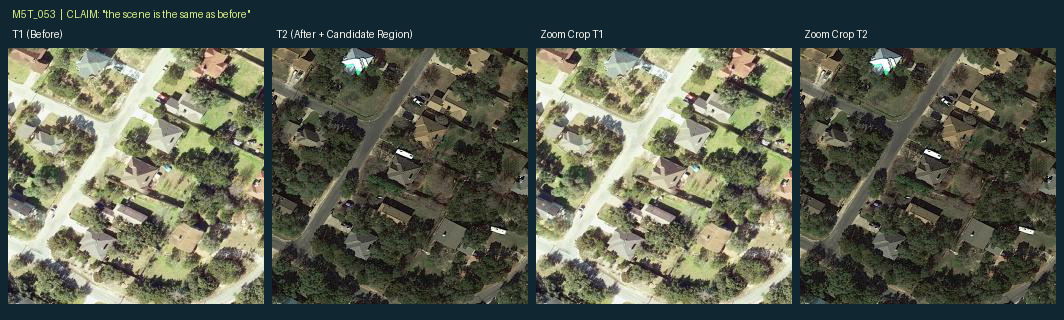 M5T_053 | CLAIM: "the scene is the same as before"
T1 (Before)
T2 (After + Candidate Region)
Zoom Crop T1
Zoom Crop T2